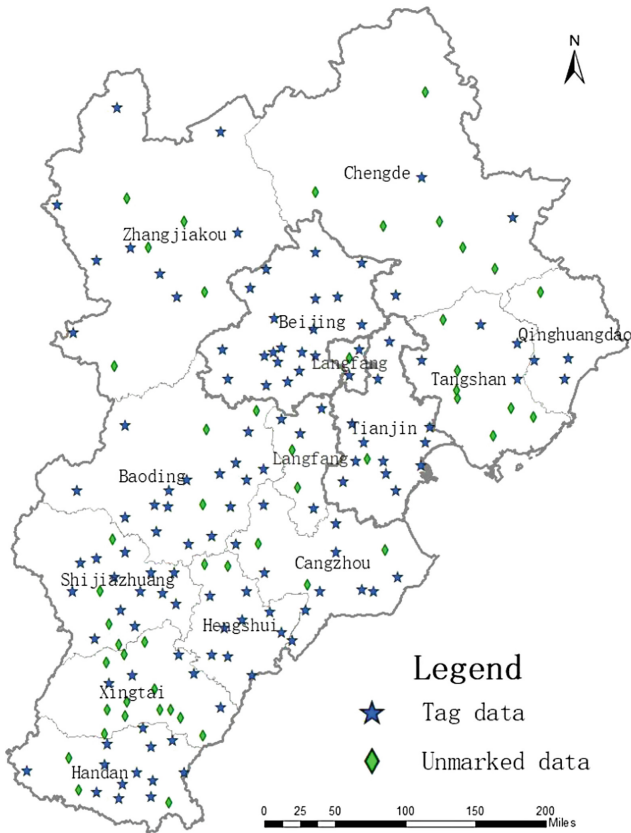 N
Chengde
Zhangjiakou
Beijing
Qinghuangdao
Langfang
Tangshan
Tianjin
Langfang
Baoding
Cangzhou
Shijiazhuang
Hengshui
Xingtai
Handan
Legend
Tag data
Unmarked data
0 25 50 100 150 200
Miles